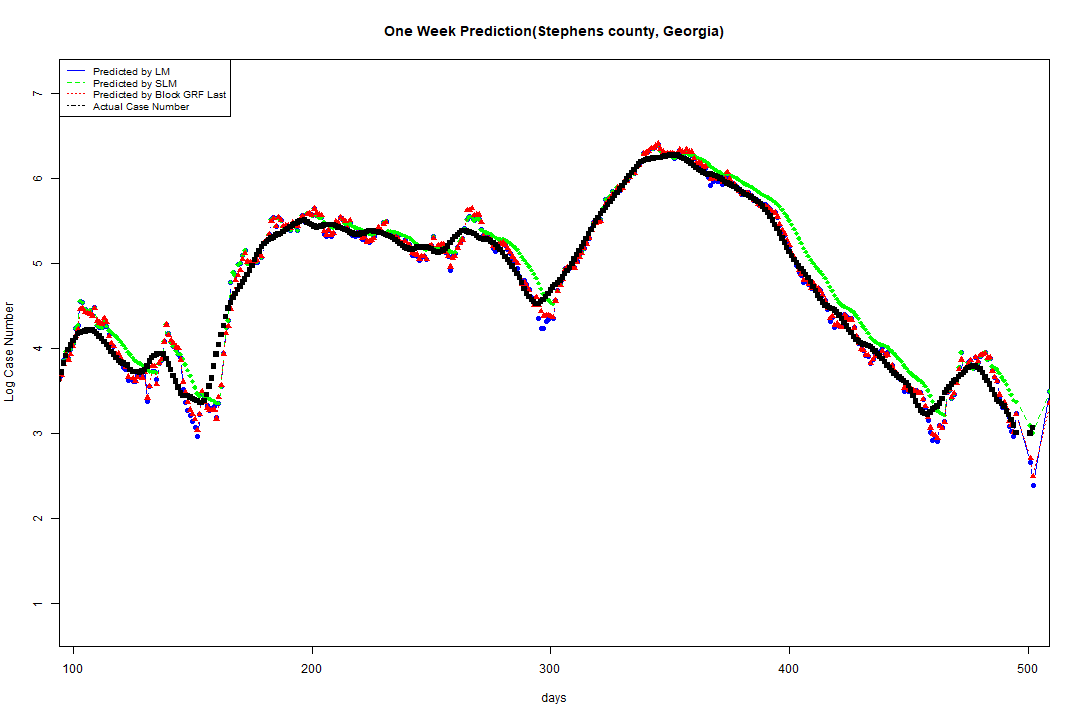 One Week Prediction(Stephens county, Georgia)
Predicted by LM
Predicted by SLM
Predicted by Block GRF Last
Actual Case Number
7
6
5
4
3
2
1
Log Case Number
100 200 300 400 500
days